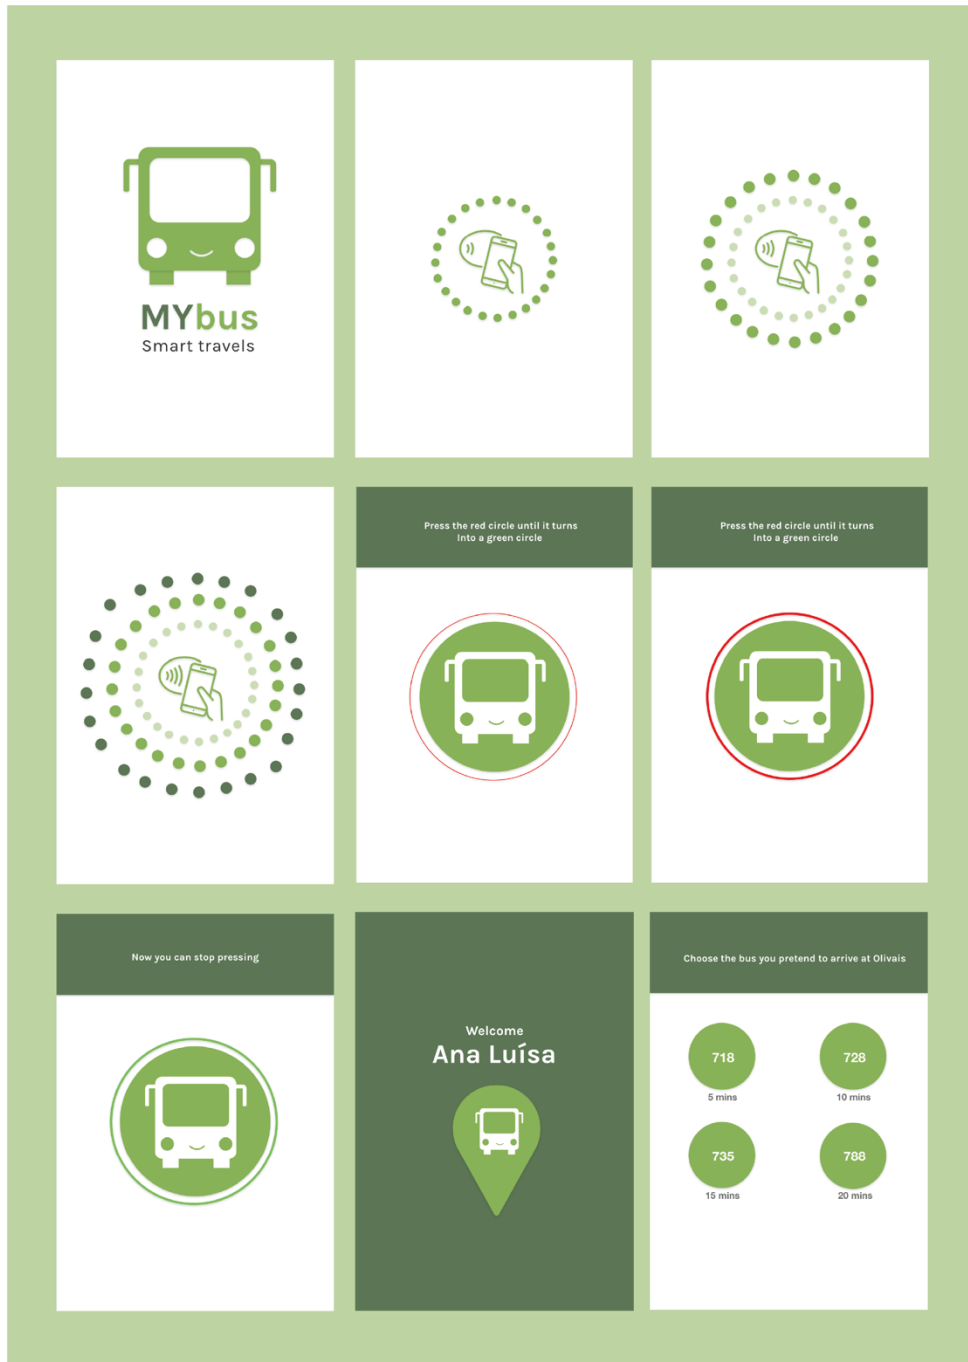 MYbus
Smart travels
Press the red circle until it turns
Into a green circle
Press the red circle until it turns
Into a green circle
Now you can stop pressing
Welcome
Ana Luísa
Choose the bus you pretend to arrive at Olivais
718
728
5 mins
10 mins
735
788
15 mins
20 mins